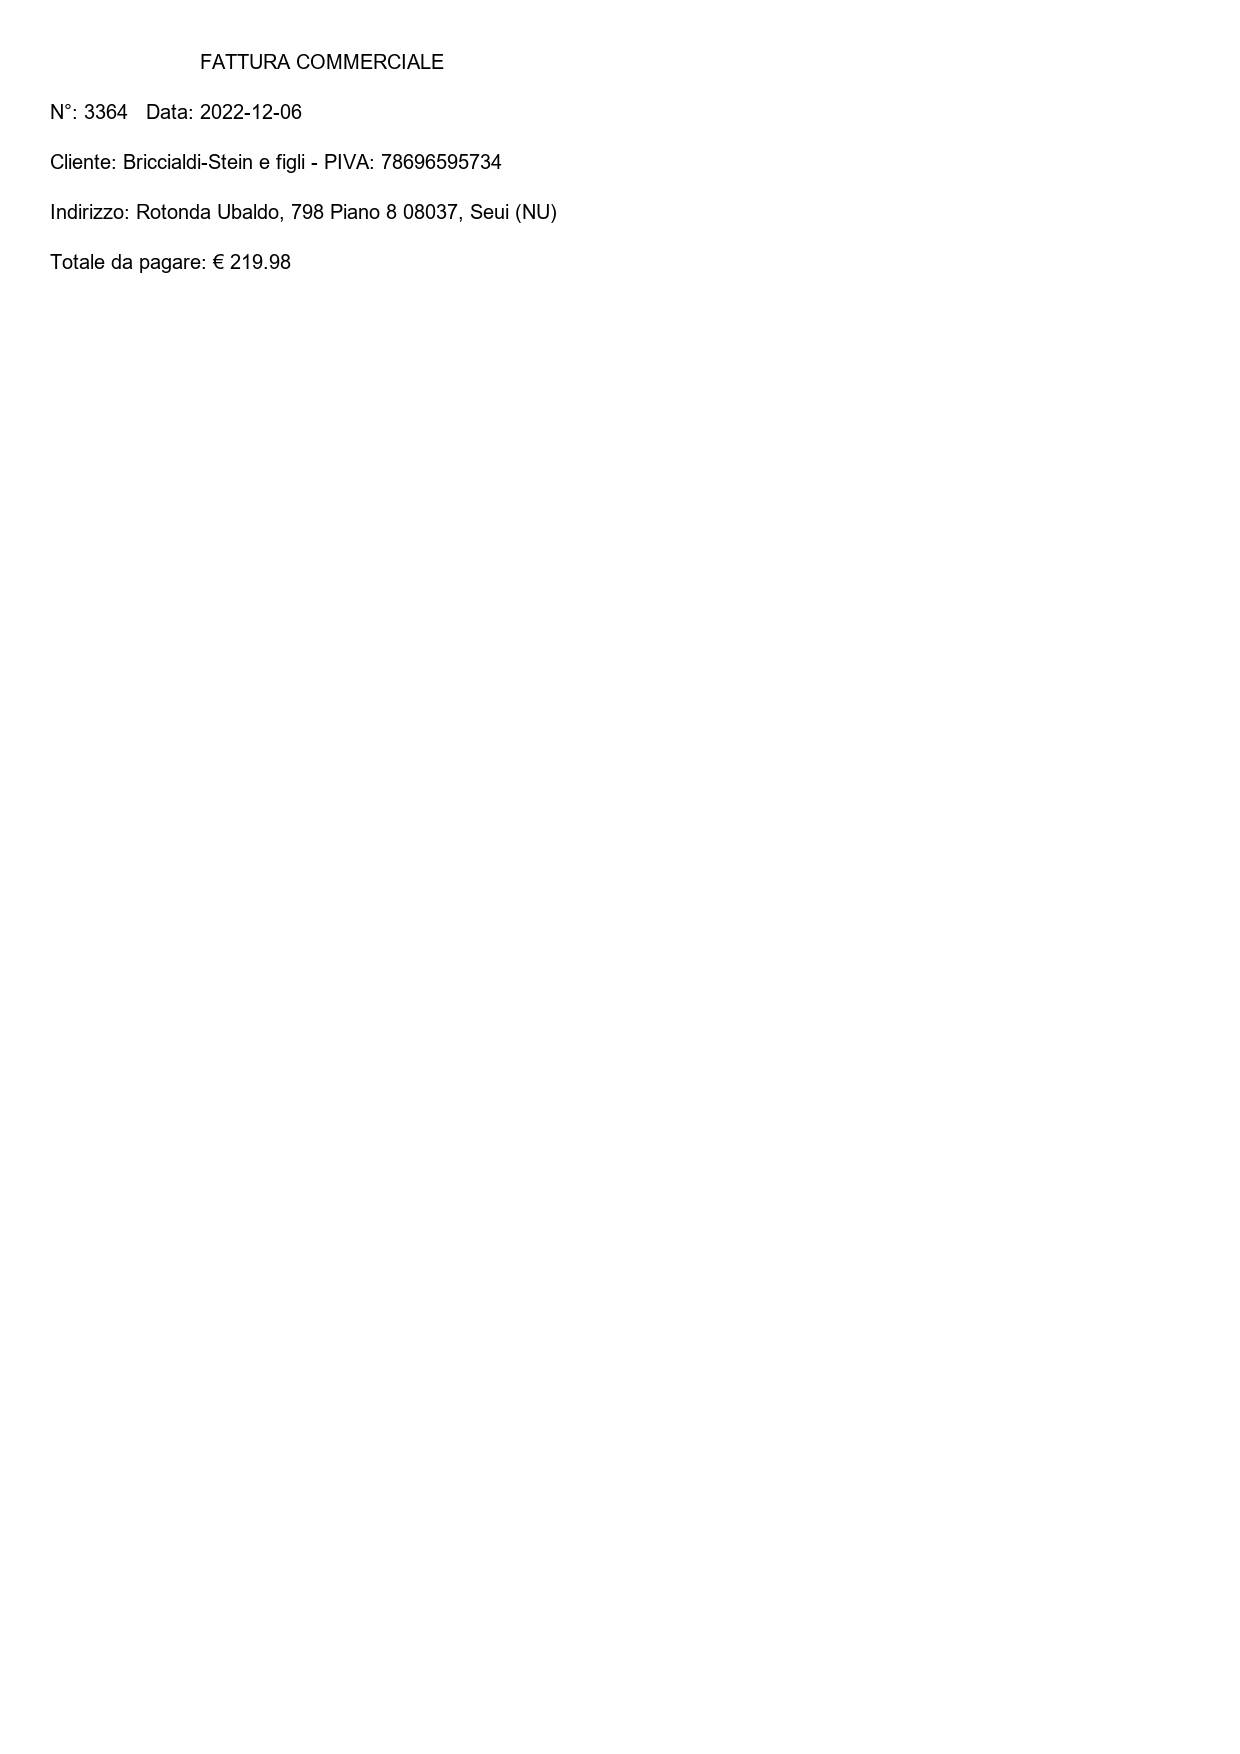 FATTURA COMMERCIALE
N°: 3364   Data: 2022-12-06
Cliente: Briccialdi-Stein e figli - PIVA: 78696595734
Indirizzo: Rotonda Ubaldo, 798 Piano 8 08037, Seui (NU)
Totale da pagare: € 219.98